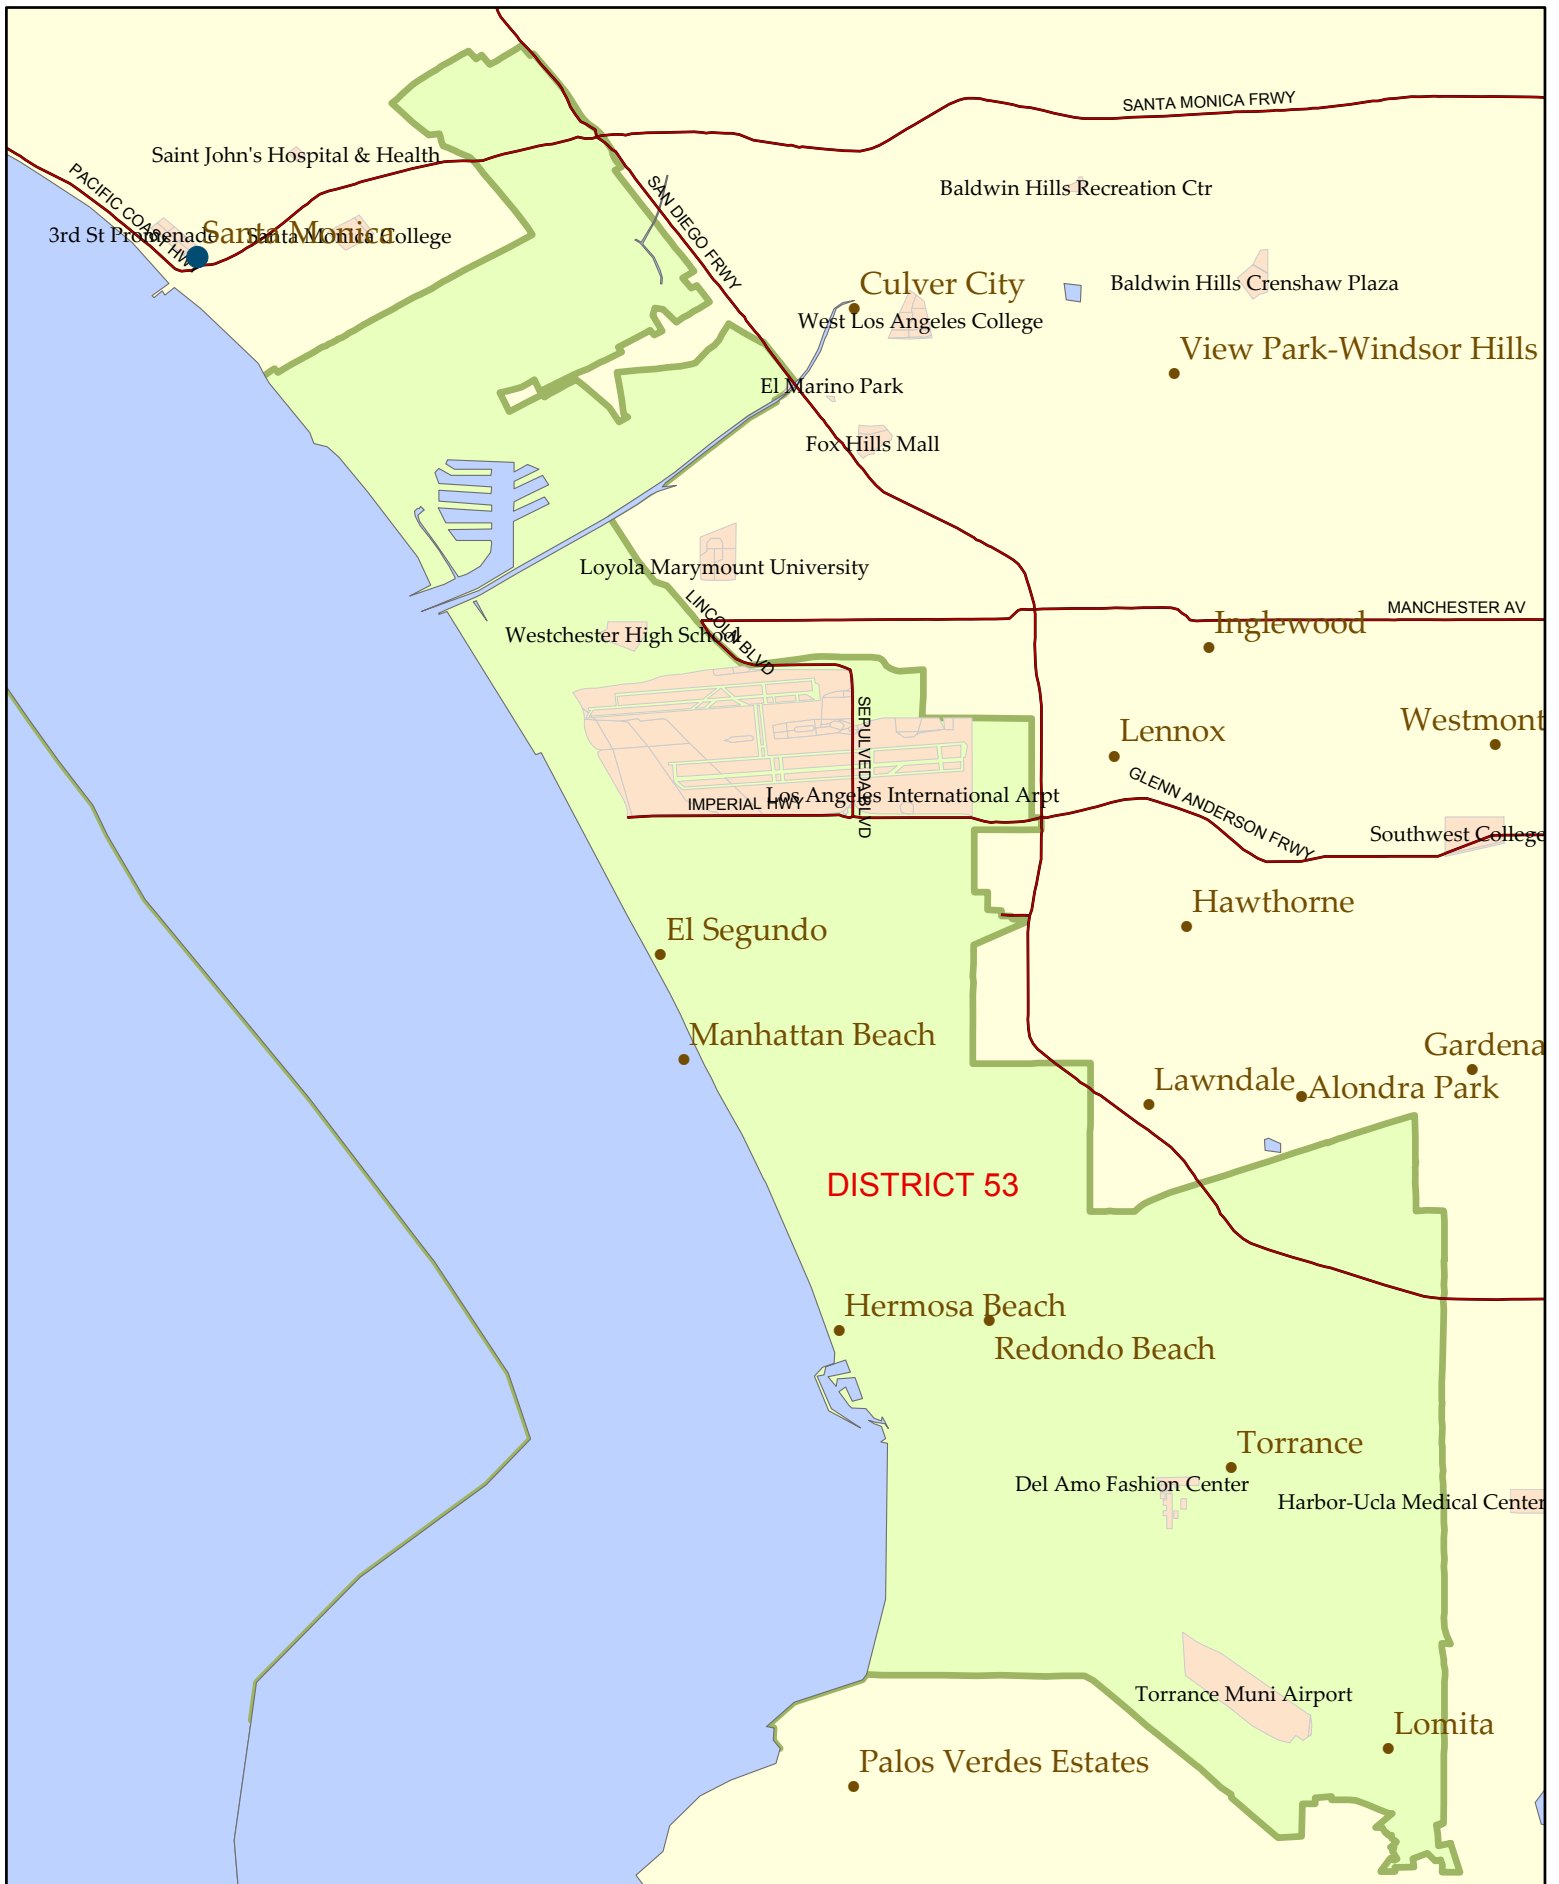 SANTA MONICA FRWY
Saint John's Hospital & Health
PACIFIC COAST HWY
SAN DIEGO FRWY
Baldwin Hills Recreation Ctr
3rd St Promenade
Santa Monica
Santa Monica College
Culver City
Baldwin Hills Crenshaw Plaza
West Los Angeles College
View Park-Windsor Hills
El Marino Park
Fox Hills Mall
Loyola Marymount University
LINCOLN BLVD
MANCHESTER AV
Westchester High School
Inglewood
SEPULVEDA BLVD
Lennox
Westmont
GLENN ANDERSON FRWY
Los Angeles International Arpt
IMPERIAL HWY
Southwest College
Hawthorne
El Segundo
Manhattan Beach
Gardena
Lawndale
Alondra Park
DISTRICT 53
Hermosa Beach
Redondo Beach
Torrance
Del Amo Fashion Center
Harbor-Ucla Medical Center
Torrance Muni Airport
Lomita
Palos Verdes Estates